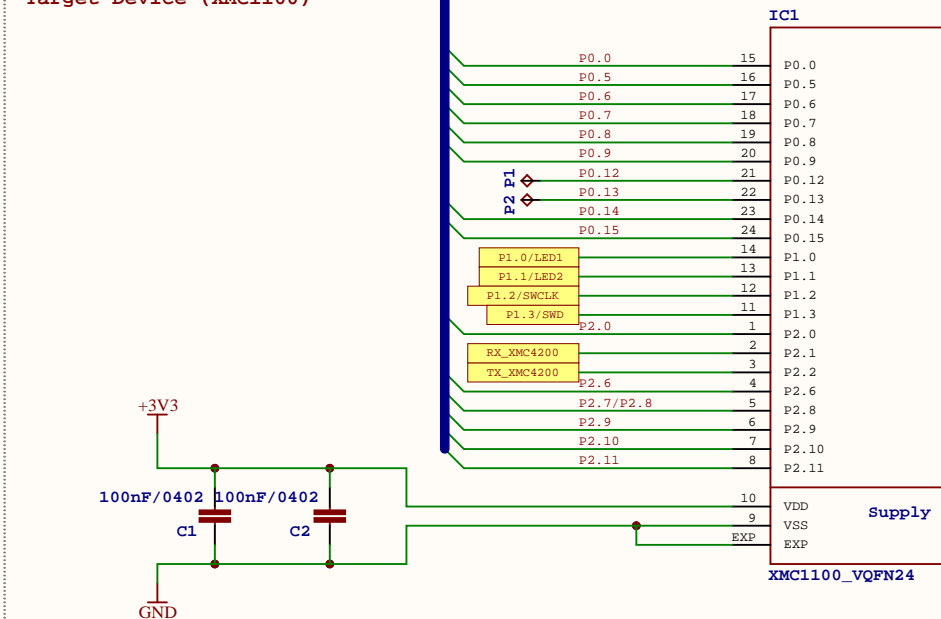 Target Device (XMC1100)
IC1
P0.0 15 P0.0
P0.5 16 P0.5
P0.6 17 P0.6
P0.7 18 P0.7
P0.8 19 P0.8
P0.9 20 P0.9
P1 P0.12 21 P0.12
P2 P0.13 22 P0.13
P0.14 23 P0.14
P0.15 24 P0.15
P1.0/LED1 14 P1.0
P1.1/LED2 13 P1.1
P1.2/SWCLK 12 P1.2
P1.3/SWD 11 P1.3
P2.0 1 P2.0
RX_XMC4200 2 P2.1
TX_XMC4200 3 P2.2
P2.6 4 P2.6
P2.7/P2.8 5 P2.8
P2.9 6 P2.9
P2.10 7 P2.10
P2.11 8 P2.11
+3V3
100nF/0402 100nF/0402
C1 C2
10 VDD
Supply
9 VSS
EXP EXP
XMC1100_VQFN24
GND